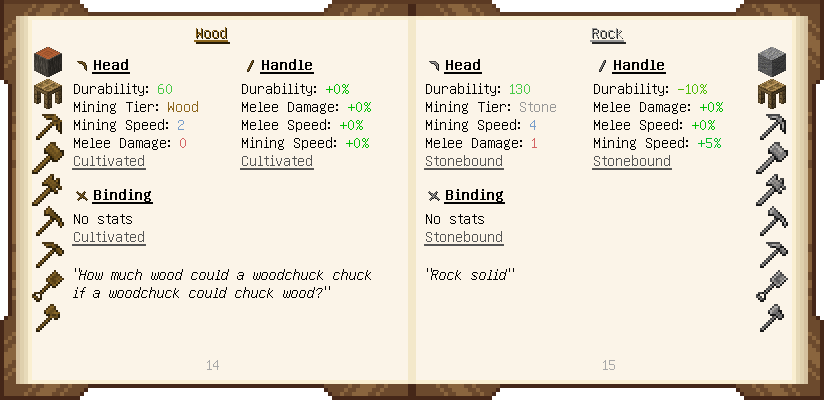 Wood
Head
Durability: 60
Mining Tier: Wood
Mining Speed: 2
Melee Damage: 0
Cultivated
Handle
Durability: +0%
Melee Damage: +0%
Melee Speed: +0%
Mining Speed: +0%
Cultivated
Binding
No stats
Cultivated
"How much wood could a woodchuck chuck
if a woodchuck could chuck wood?"
14
Rock
Head
Durability: 130
Mining Tier: Stone
Mining Speed: 4
Melee Damage: 1
Stonebound
Handle
Durability: -10%
Melee Damage: +0%
Melee Speed: +0%
Mining Speed: +5%
Stonebound
Binding
No stats
Stonebound
"Rock solid"
15